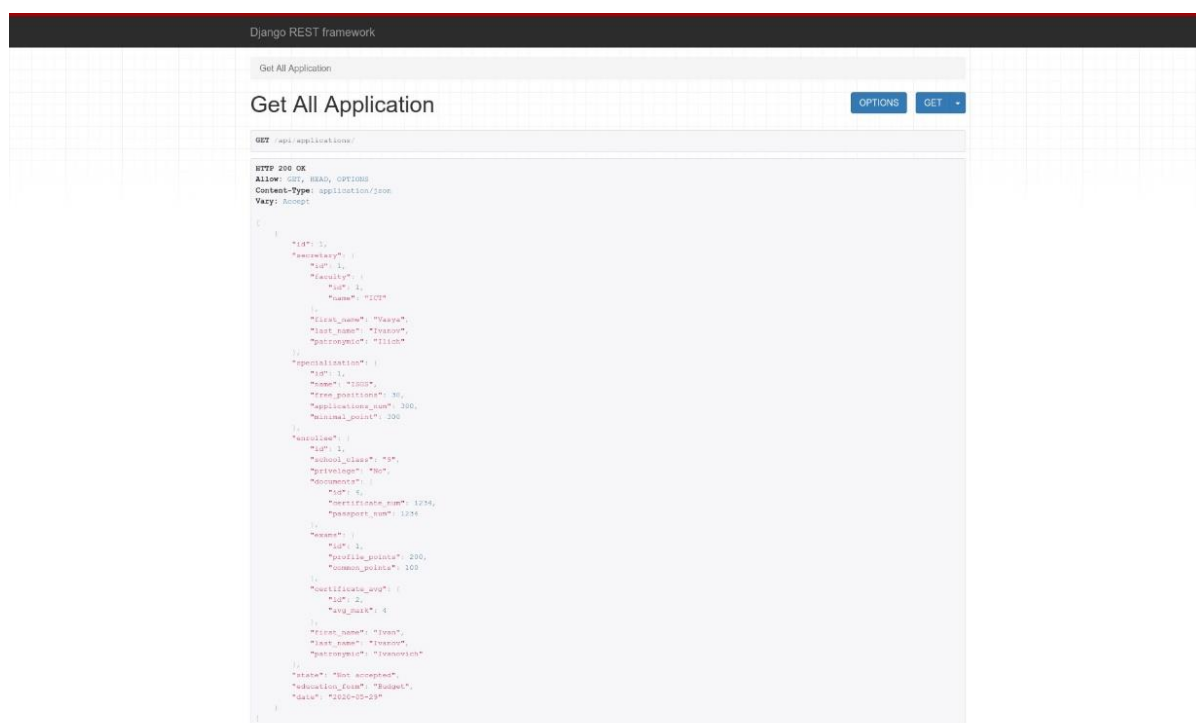 Django REST framework
Get All Application
Get All Application
OPTIONS
GET
GET /api/applications/
HTTP 200 OK
Allow: GET, HEAD, OPTIONS
Content-Type: application/json
Vary: Accept
[
{
"id": 1,
"secretary": {
"id": 1,
"faculty": {
"id": 1,
"name": "ICT"
},
"first_name": "Vasya",
"last_name": "Ivanov",
"patronymic": "Ilich"
},
"specialization": {
"id": 1,
"name":
"free_positions": 30,
"applications_num": 300,
"minimal_point": 300
},
"enrollee": {
"id": 1,
"school_class": "9",
"privelege": "No",
"documents": {
"id":
"certificate_num": 1234,
"passport_num": 1234
},
"exams": {
"id": 1,
"profile_points": 200,
"common_points": 100
},
"certificate_avg": {
"id": 2,
"avg_mark": 4
},
"first_name": "Ivan",
"last_name": "Ivanov",
"patronymic": "Ivanovich"
},
"state": "Not accepted",
"education_form": "Budget",
"date": "2020-05-29"
}
]